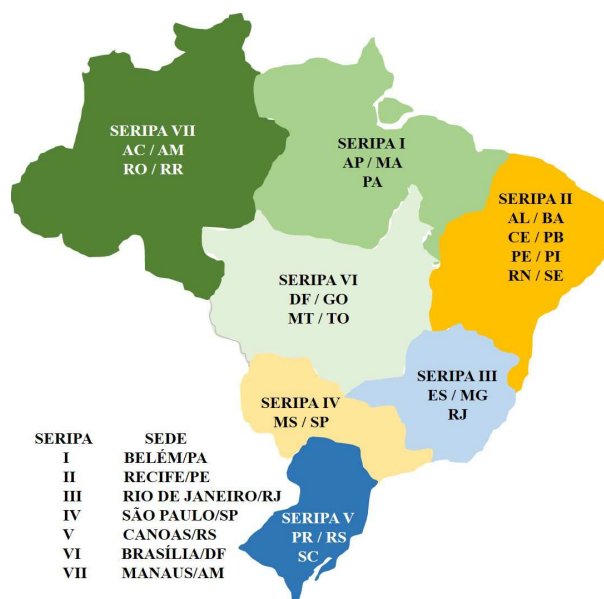 SERIPA VII
AC / AM
RO / RR
SERIPA I
AP / MA
PA
SERIPA II
AL / BA
CE / PB
PE / PI
RN / SE
SERIPA VI
DF / GO
MT / TO
SERIPA III
ES / MG
RJ
SERIPA IV
MS / SP
SERIPA V
PR / RS
SC
SERIPA SEDE
I BELÉM/PA
II RECIFE/PE
III RIO DE JANEIRO/RJ
IV SÃO PAULO/SP
V CANOAS/RS
VI BRASÍLIA/DF
VII MANAUS/AM